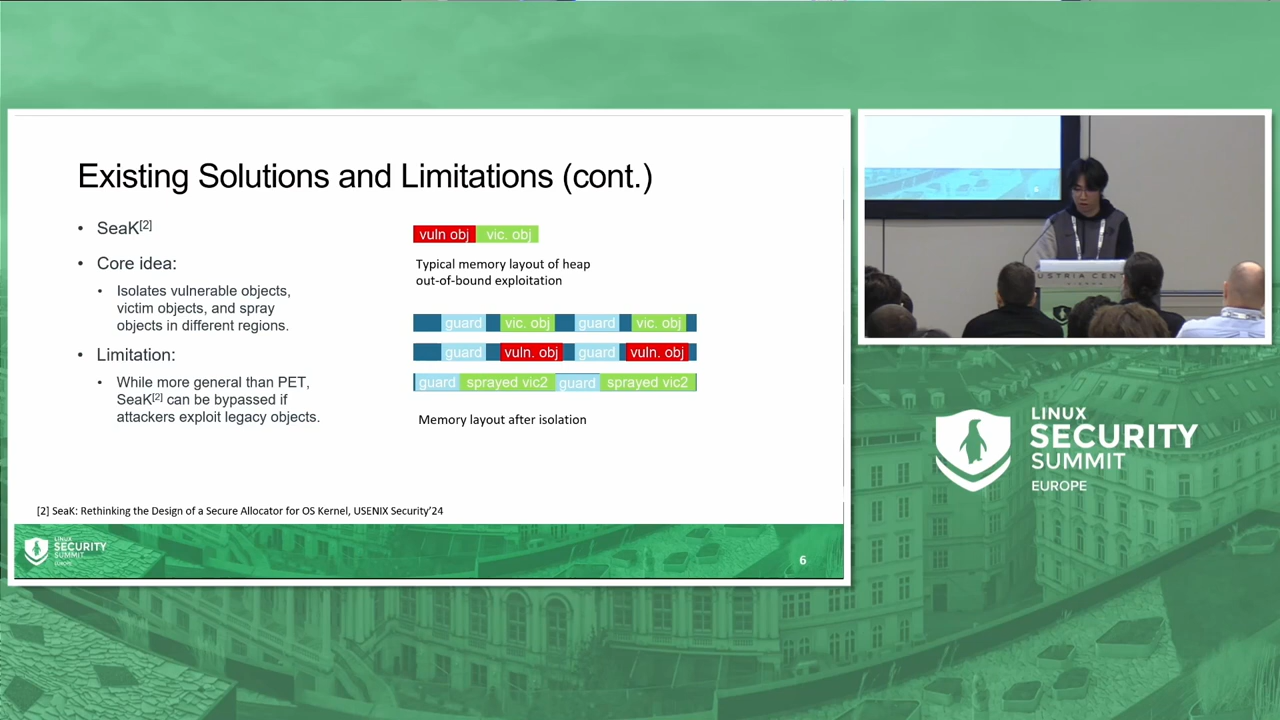 Existing Solutions and Limitations (cont.)
• SeaK[2]
• Core idea:
• Isolates vulnerable objects,
victim objects, and spray
objects in different regions.
• Limitation:
• While more general than PET,
SeaK[2] can be bypassed if
attackers exploit legacy objects.
vuln obj vic. obj
Typical memory layout of heap
out-of-bound exploitation
guard vic. obj guard vic. obj
guard vuln. obj guard vuln. obj
guard sprayed vic2 guard sprayed vic2
Memory layout after isolation
[2] SeaK: Rethinking the Design of a Secure Allocator for OS Kernel, USENIX Security'24
LINUX
SECURITY
SUMMIT
EUROPE
6
USTRIA CEN
LINUX
SECURITY
SUMMIT
EUROPE